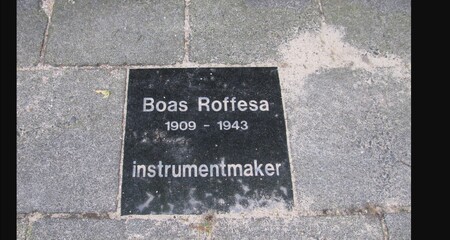 Boas Roffesa
1909 - 1943
instrumentmaker